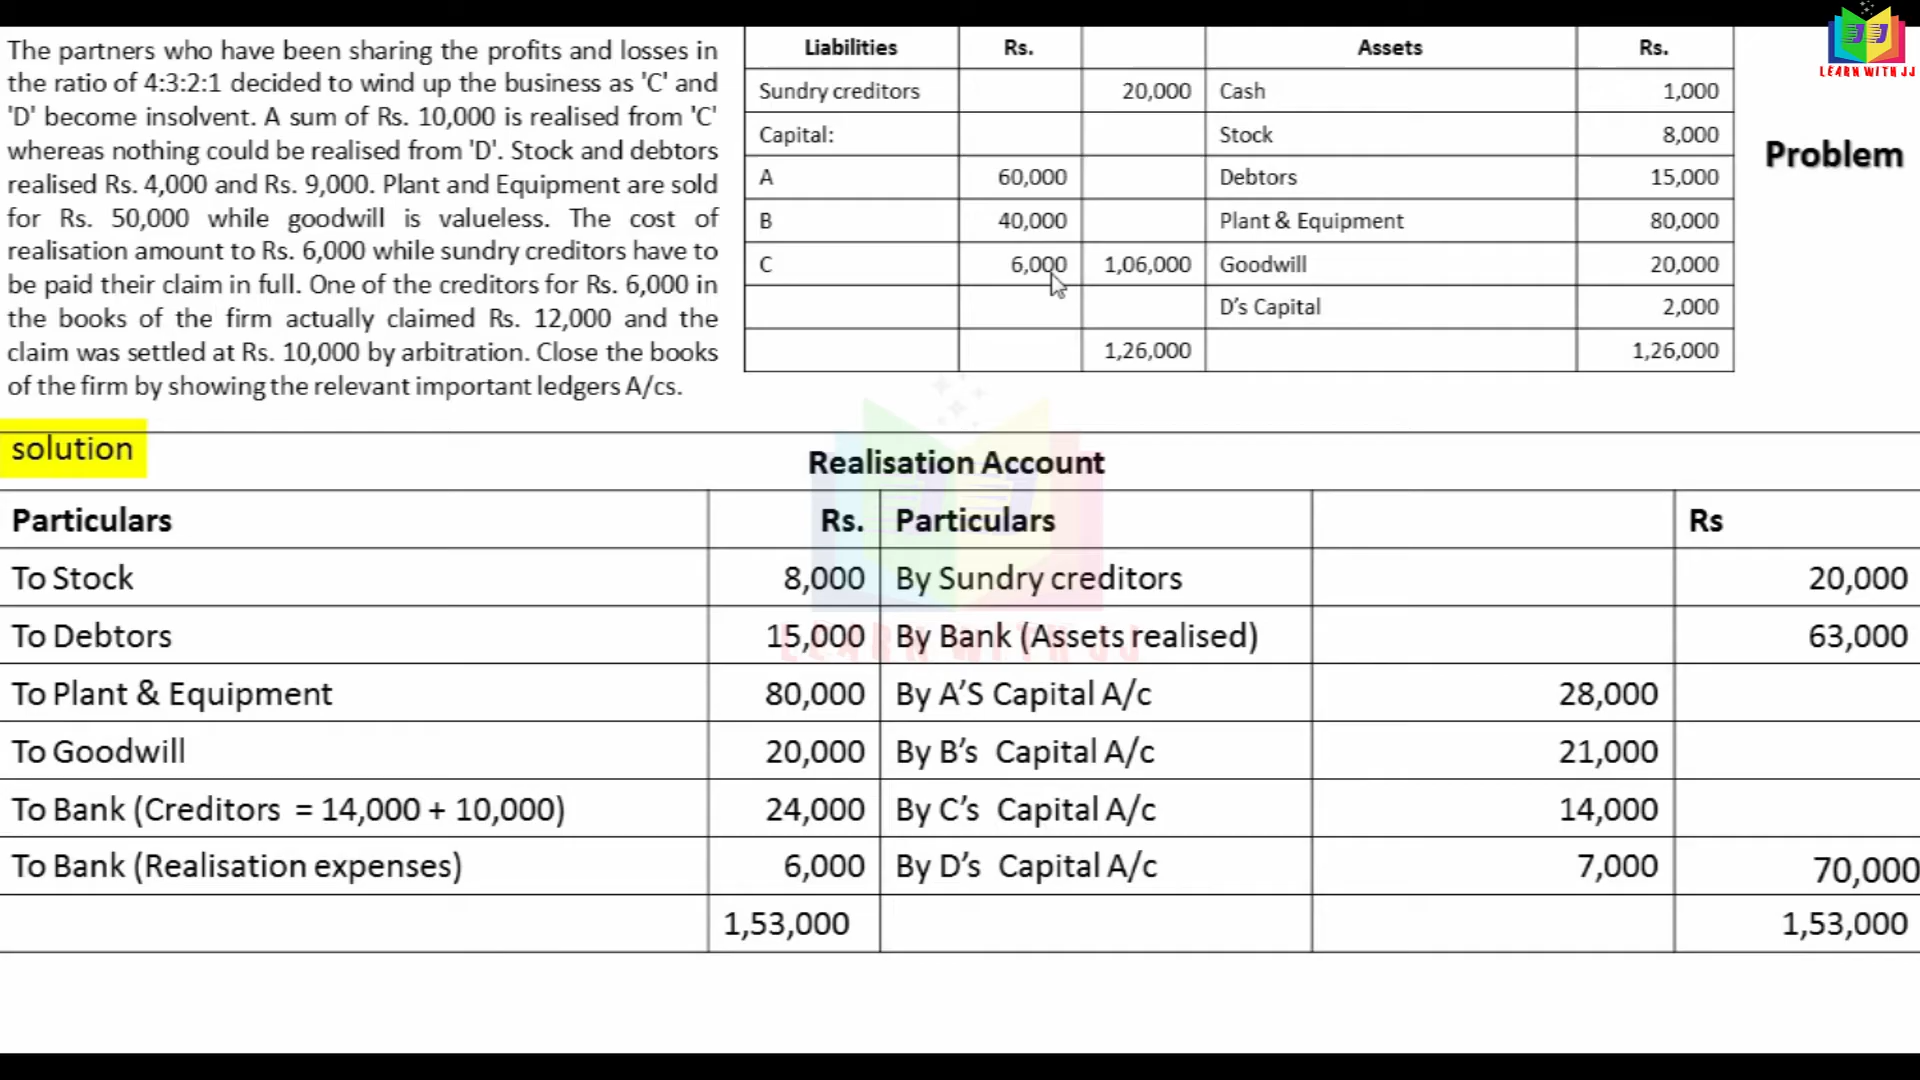 The partners who have been sharing the profits and losses in
the ratio of 4:3:2:1 decided to wind up the business as 'C' and
'D' become insolvent. A sum of Rs. 10,000 is realised from 'C'
whereas nothing could be realised from 'D'. Stock and debtors
realised Rs. 4,000 and Rs. 9,000. Plant and Equipment are sold
for Rs. 50,000 while goodwill is valueless. The cost of
realisation amount to Rs. 6,000 while sundry creditors have to
be paid their claim in full. One of the creditors for Rs. 6,000 in
the books of the firm actually claimed Rs. 12,000 and the
claim was settled at Rs. 10,000 by arbitration. Close the books
of the firm by showing the relevant important ledgers A/cs.
Liabilities Rs. Assets Rs.
Sundry creditors 20,000 Cash 1,000
Capital: Stock 8,000
A 60,000 Debtors 15,000
B 40,000 Plant & Equipment 80,000
C 6,000 1,06,000 Goodwill 20,000
D's Capital 2,000
1,26,000 1,26,000
JJ
LEARN WITH JJ
Problem
solution
Realisation Account
Particulars Rs. Particulars Rs
To Stock 8,000 By Sundry creditors 20,000
To Debtors 15,000 By Bank (Assets realised) 63,000
To Plant & Equipment 80,000 By A'S Capital A/c 28,000
To Goodwill 20,000 By B's Capital A/c 21,000
To Bank (Creditors = 14,000 + 10,000) 24,000 By C's Capital A/c 14,000
To Bank (Realisation expenses) 6,000 By D's Capital A/c 7,000 70,000
1,53,000 1,53,000
LEARN WITH JJ